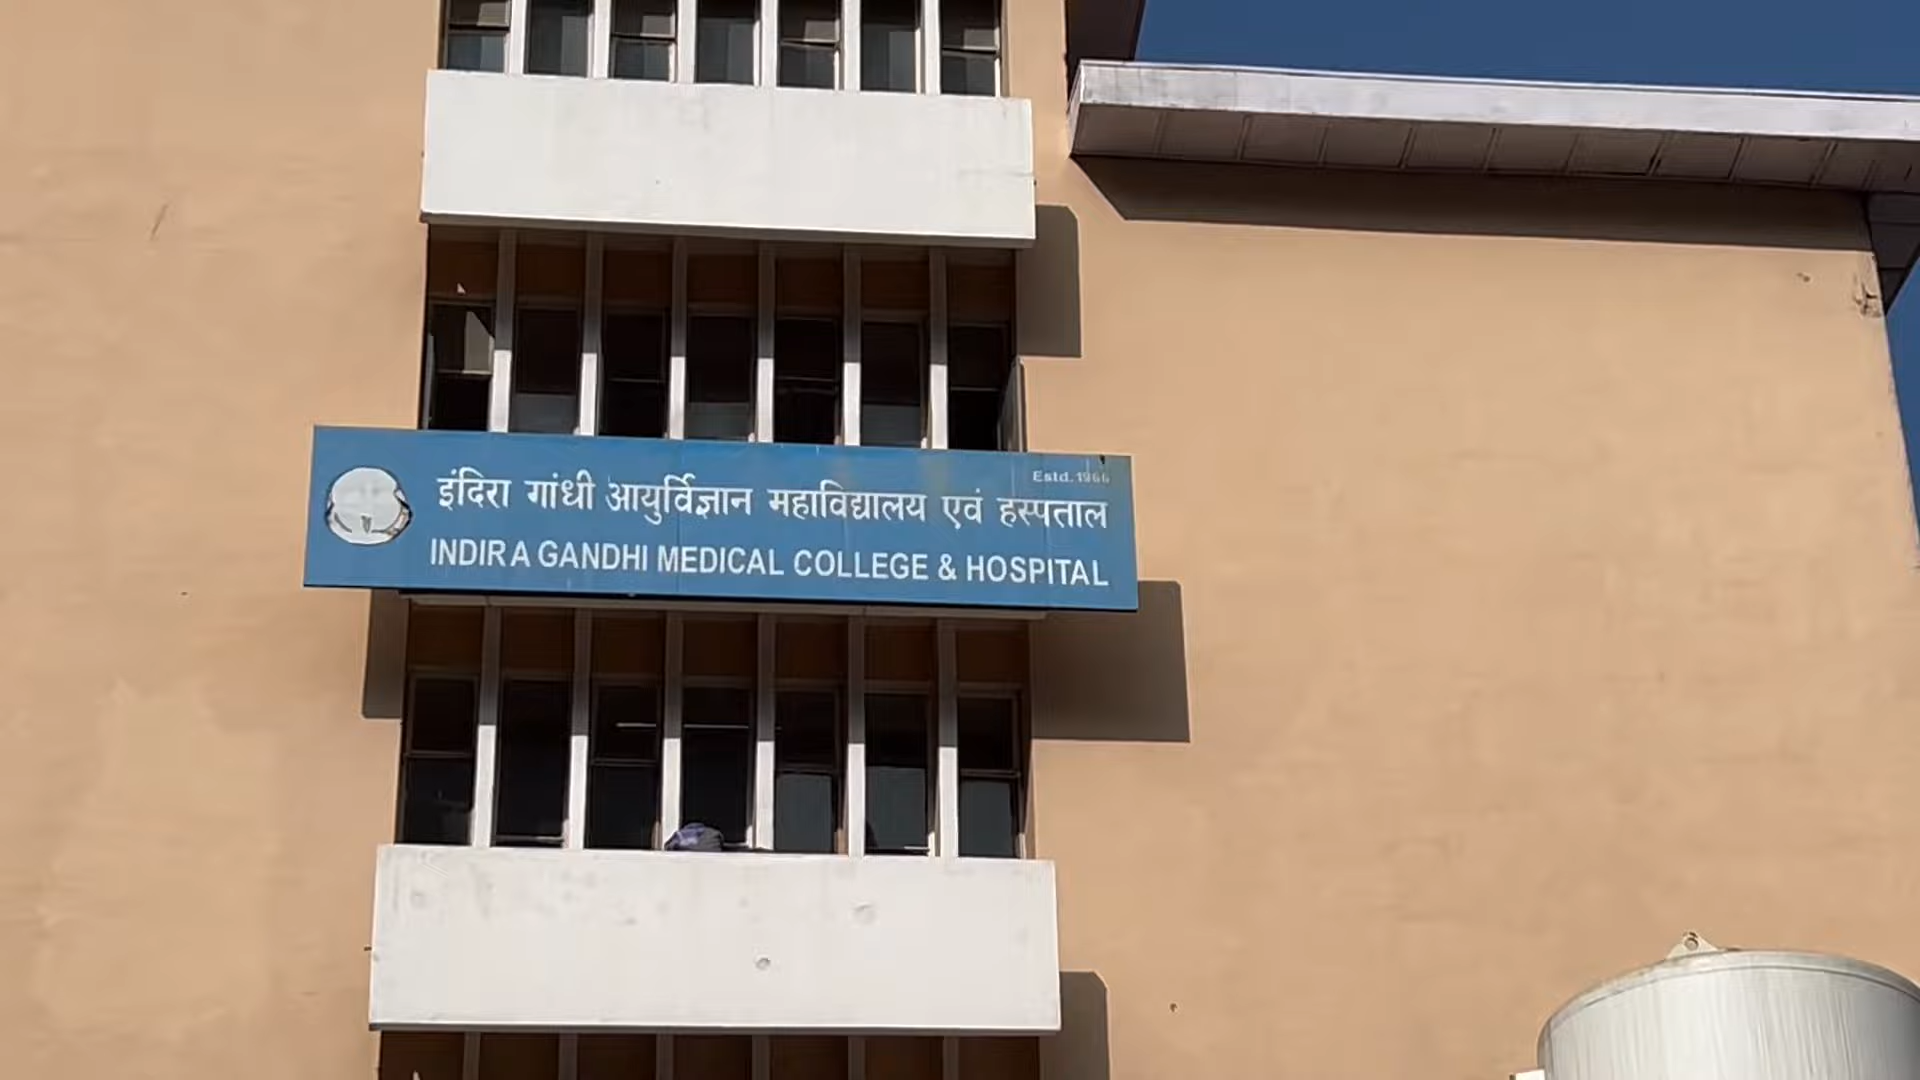 Estd.1966
इंदिरा गांधी आयुर्विज्ञान महाविद्यालय एवं हस्पताल
INDIRA GANDHI MEDICAL COLLEGE & HOSPITAL